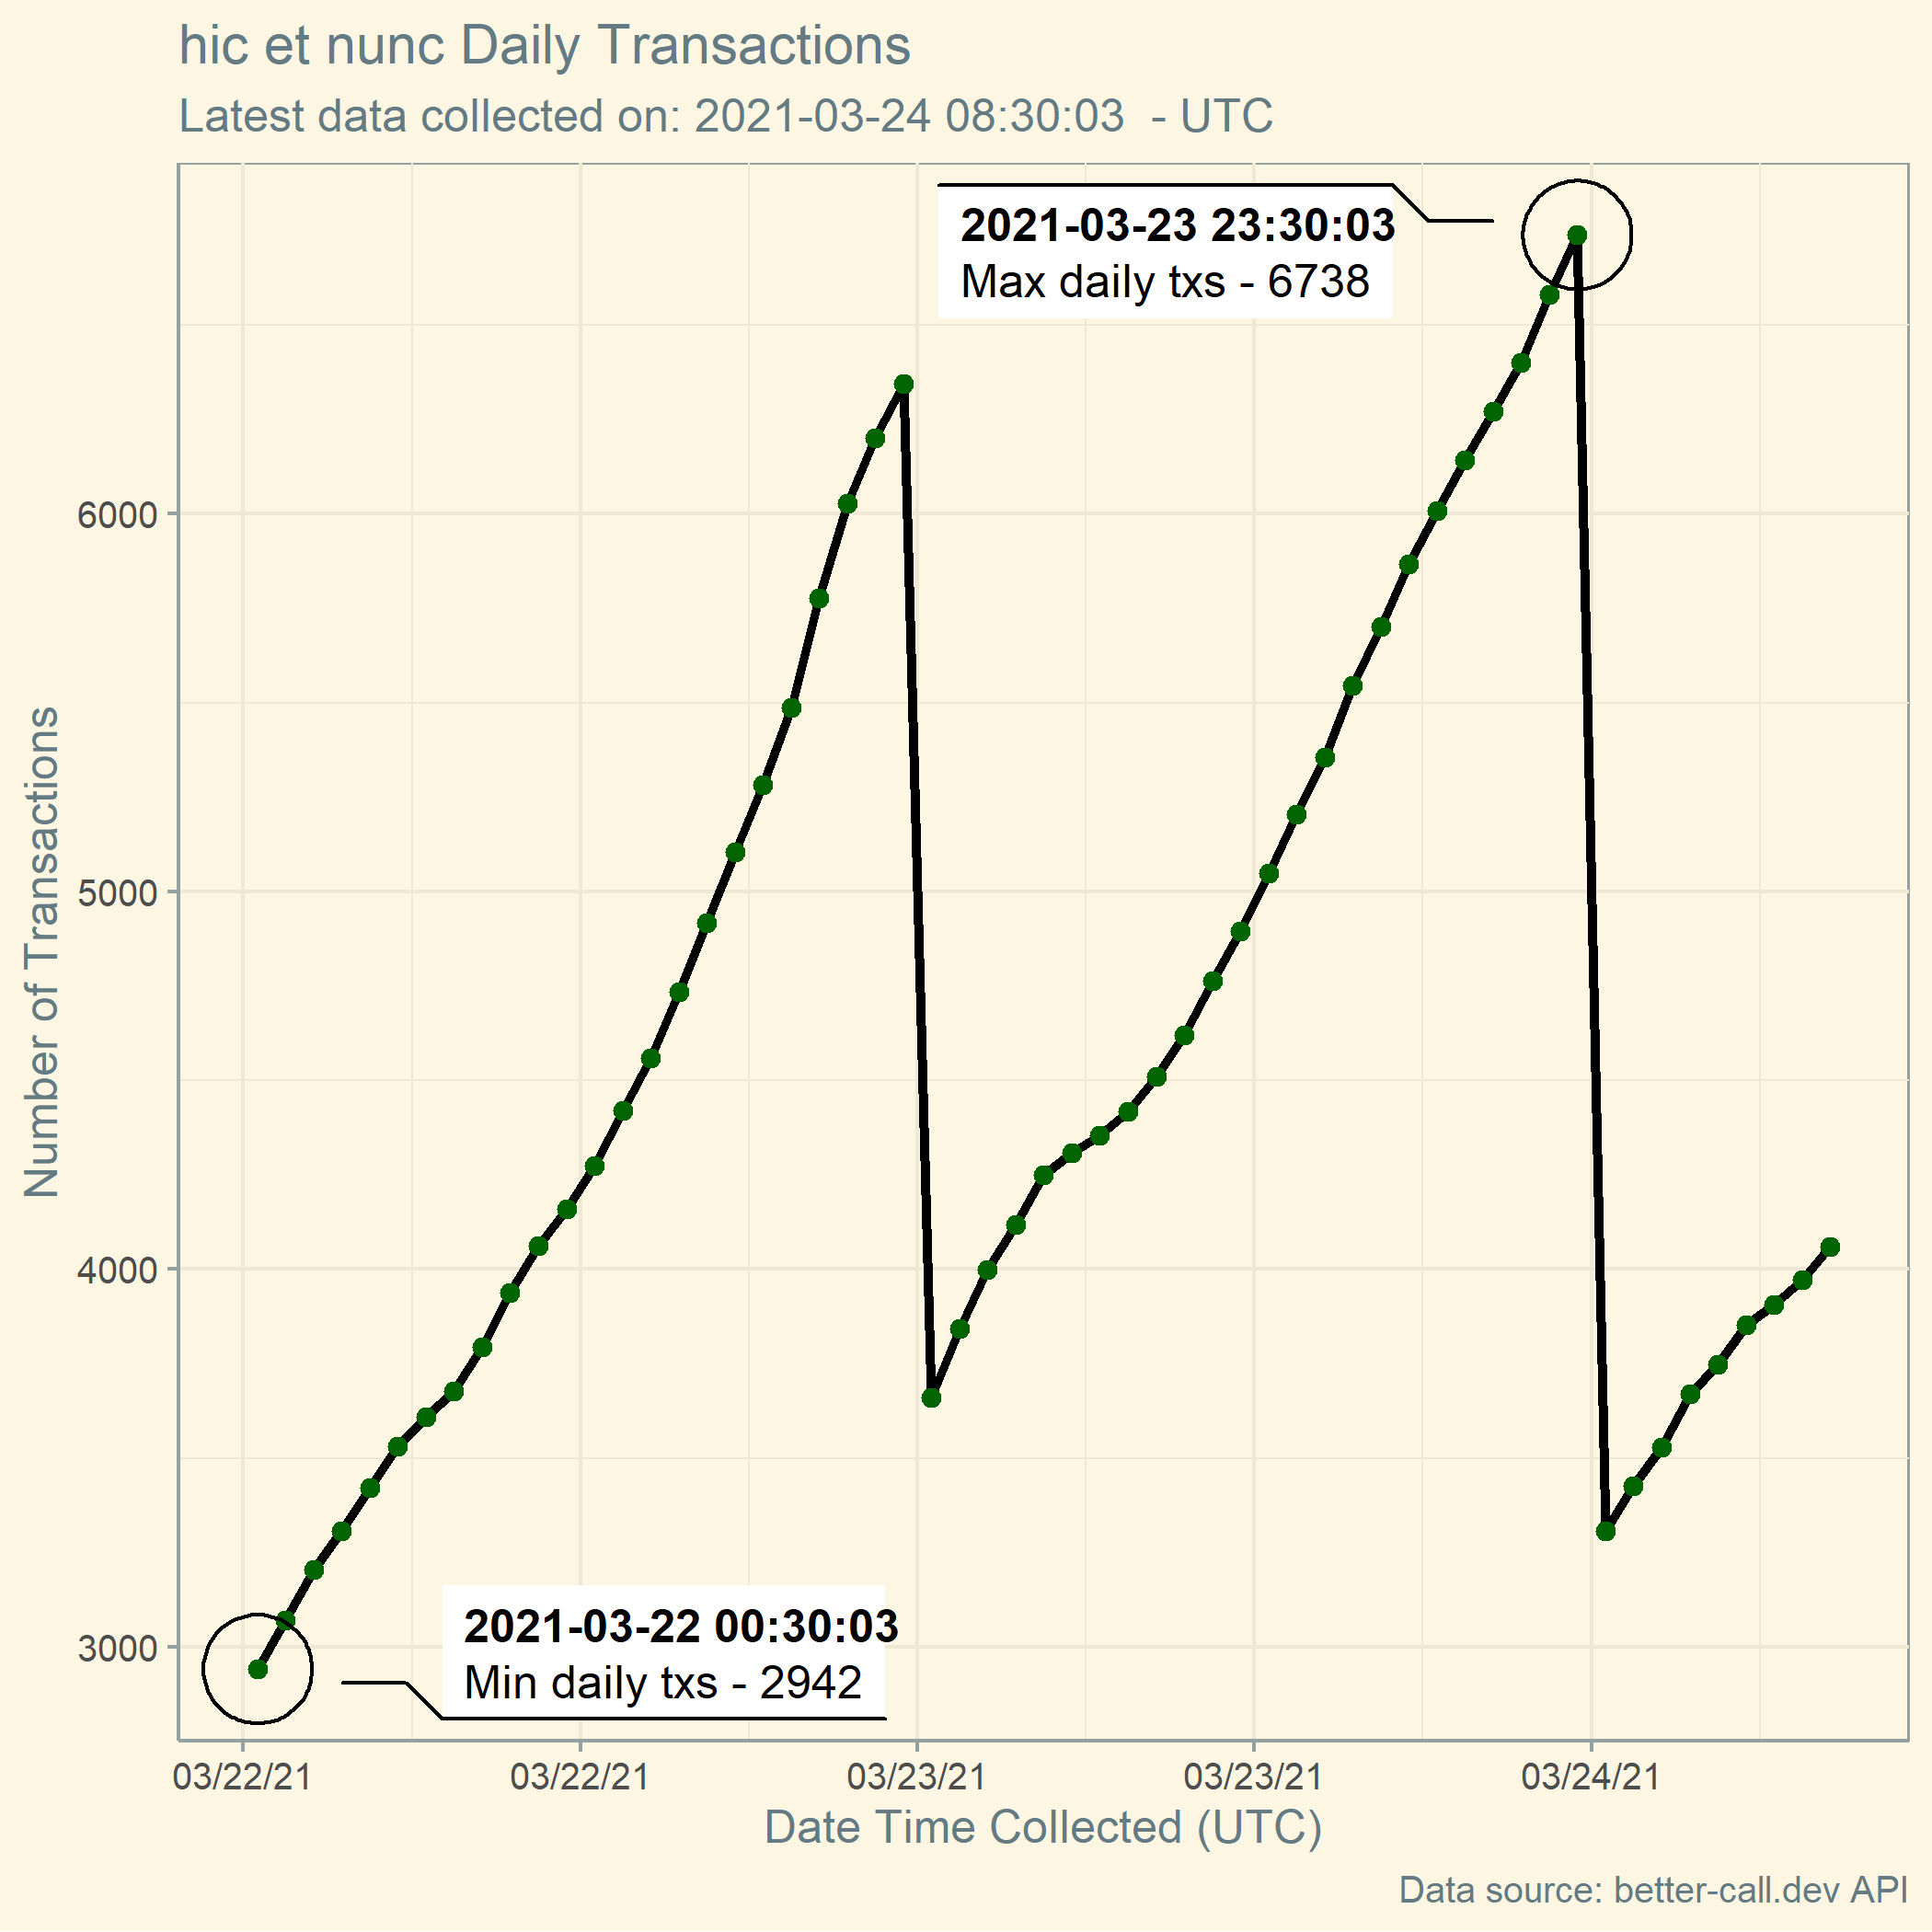 hic et nunc Daily Transactions
Latest data collected on: 2021-03-24 08:30:03  - UTC
2021-03-23 23:30:03
Max daily txs - 6738
6000
5000
4000
3000
Number of Transactions
2021-03-22 00:30:03
Min daily txs - 2942
03/22/21 03/22/21 03/23/21 03/23/21 03/24/21
Date Time Collected (UTC)
Data source: better-call.dev API